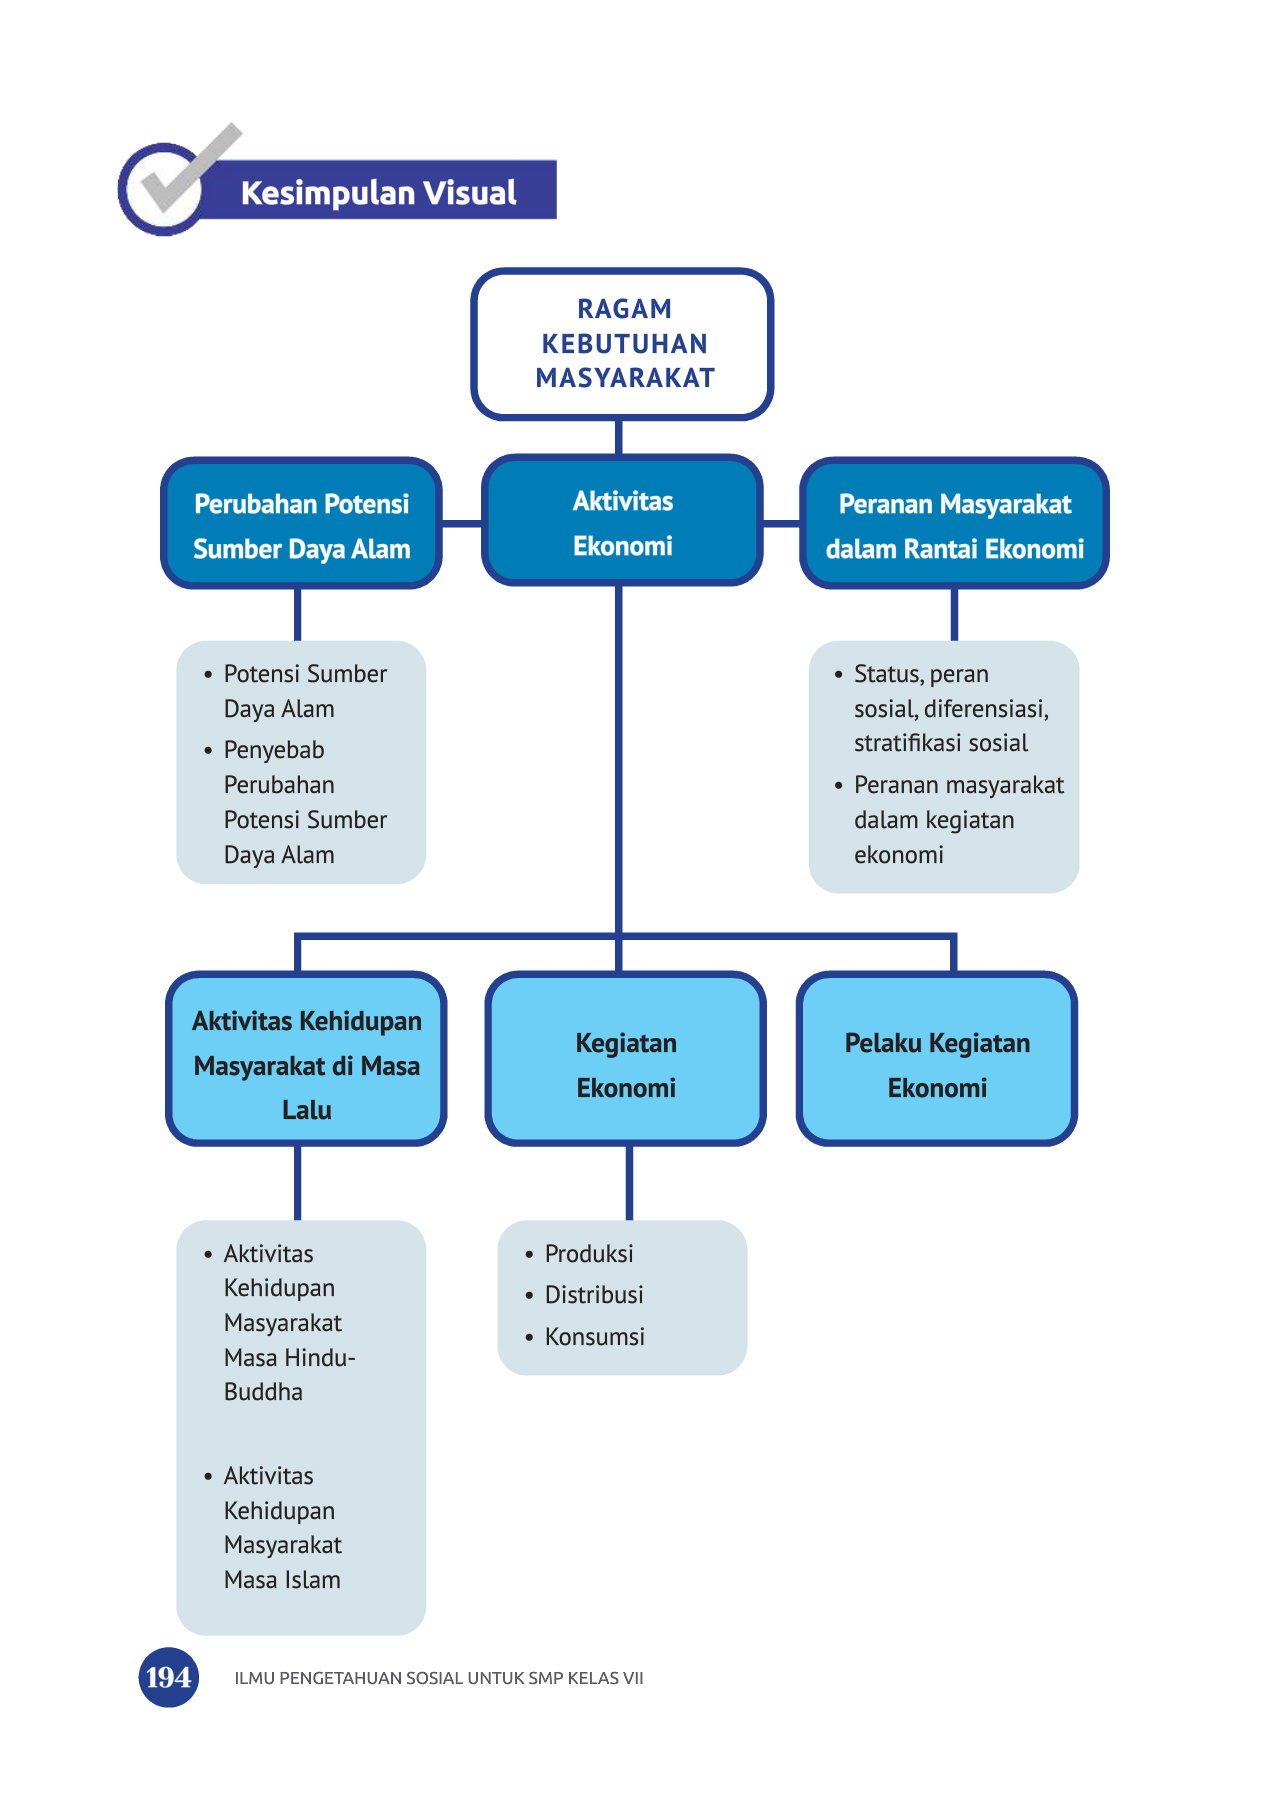 Kesimpulan Visual
RAGAM
KEBUTUHAN
MASYARAKAT
Perubahan Potensi
Sumber Daya Alam
Aktivitas
Ekonomi
Peranan Masyarakat
dalam Rantai Ekonomi
• Potensi Sumber
Daya Alam
• Penyebab
Perubahan
Potensi Sumber
Daya Alam
• Status, peran
sosial, diferensiasi,
stratifikasi sosial
• Peranan masyarakat
dalam kegiatan
ekonomi
Aktivitas Kehidupan
Masyarakat di Masa
Lalu
Kegiatan
Ekonomi
Pelaku Kegiatan
Ekonomi
• Aktivitas
Kehidupan
Masyarakat
Masa Hindu-
Buddha
• Aktivitas
Kehidupan
Masyarakat
Masa Islam
• Produksi
• Distribusi
• Konsumsi
194
ILMU PENGETAHUAN SOSIAL UNTUK SMP KELAS VII